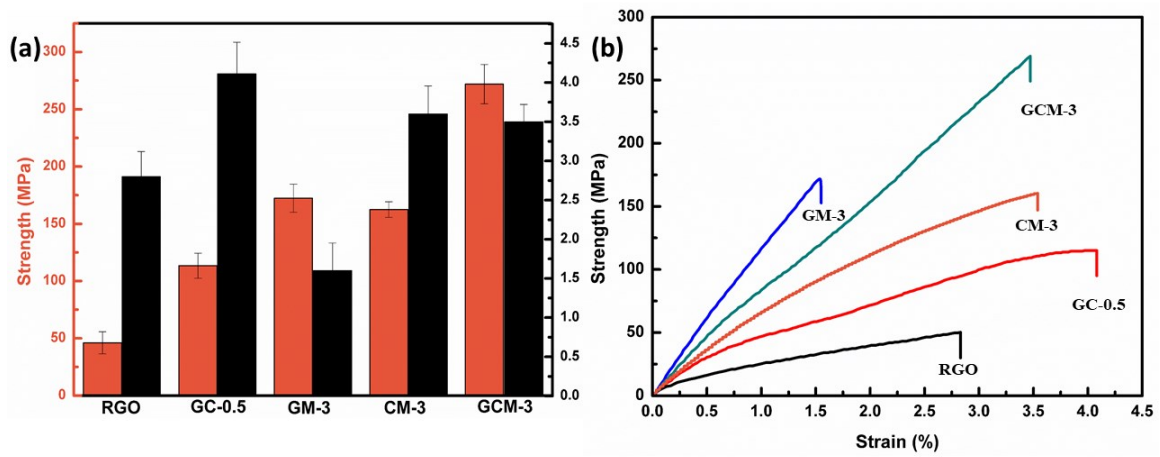 (a)
Strength (MPa)
300
250
200
150
100
50
0
4.5
4.0
3.5
3.0
2.5
2.0
1.5
1.0
0.5
0.0
RGO GC-0.5 GM-3 CM-3 GCM-3
(b)
Strength (MPa)
300
250
200
150
100
50
0
GCM-3
GM-3
CM-3
GC-0.5
RGO
0.0 0.5 1.0 1.5 2.0 2.5 3.0 3.5 4.0 4.5
Strain (%)